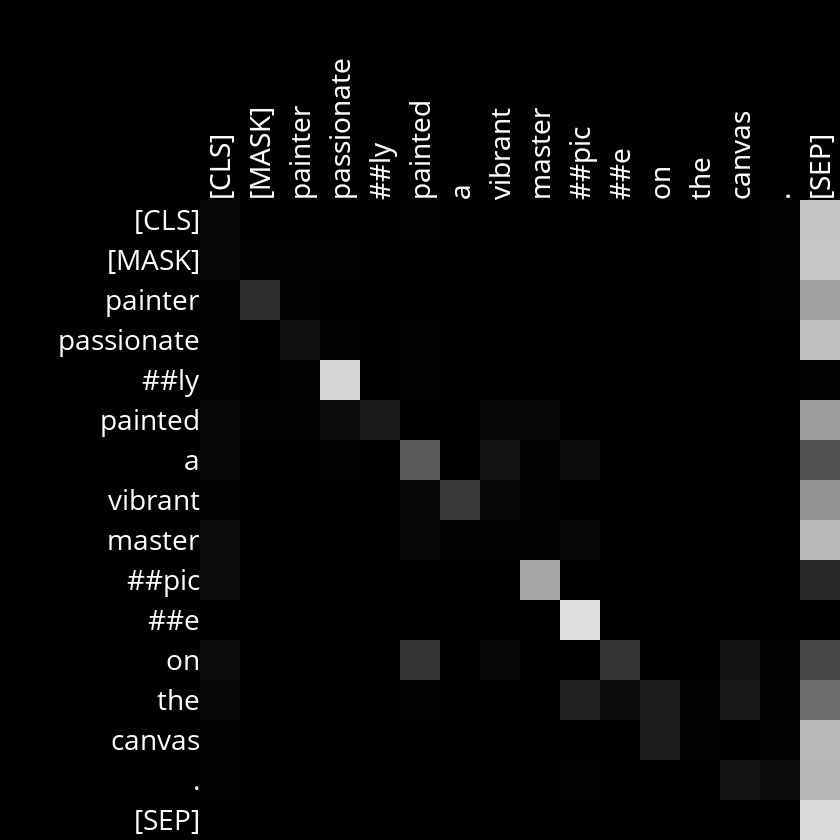 [CLS]
[MASK]
painter
passionate
##ly
painted
a
vibrant
master
##pic
##e
on
the
canvas
.
[SEP]
[CLS]
[MASK]
painter
passionate
##ly
painted
a
vibrant
master
##pic
##e
on
the
canvas
.
[SEP]